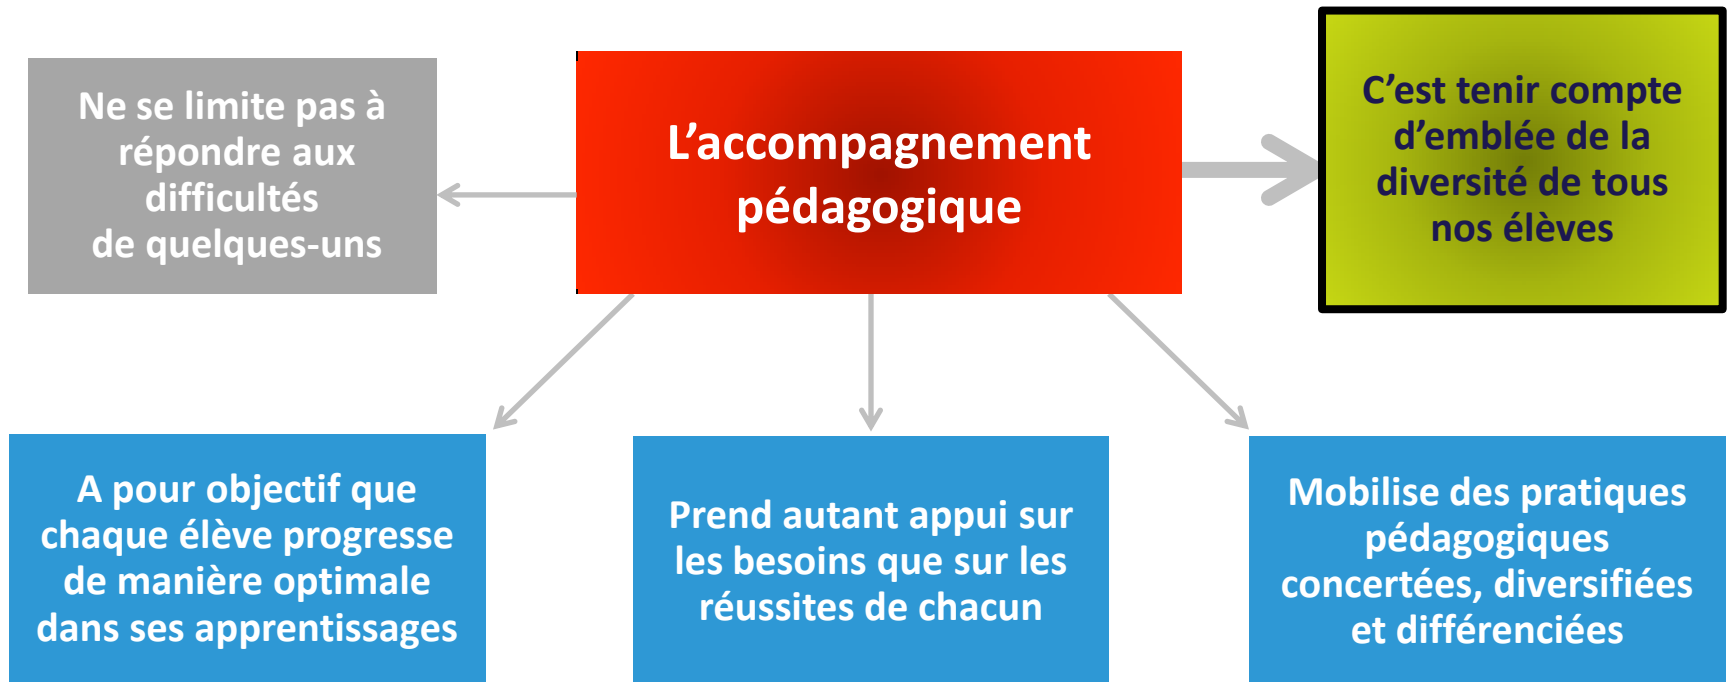 Ne se limite pas à
répondre aux
difficultés
de quelques-uns
L’accompagnement
pédagogique
C’est tenir compte
d’emblée de la
diversité de tous
nos élèves
A pour objectif que
chaque élève progresse
de manière optimale
dans ses apprentissages
Prend autant appui sur
les besoins que sur les
réussites de chacun
Mobilise des pratiques
pédagogiques
concertées, diversifiées
et différenciées